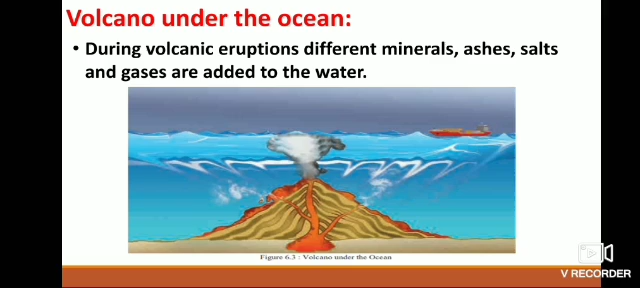 Volcano under the ocean:
• During volcanic eruptions different minerals, ashes, salts
and gases are added to the water.
Figure 6.3 : Volcano under the Ocean
V RECORDER